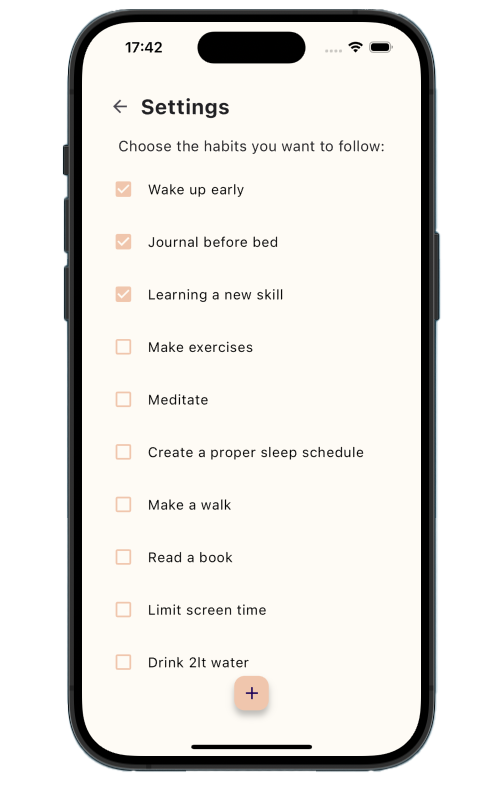 17:42
Settings
Choose the habits you want to follow:
Wake up early
Journal before bed
Learning a new skill
Make exercises
Meditate
Create a proper sleep schedule
Make a walk
Read a book
Limit screen time
Drink 2lt water